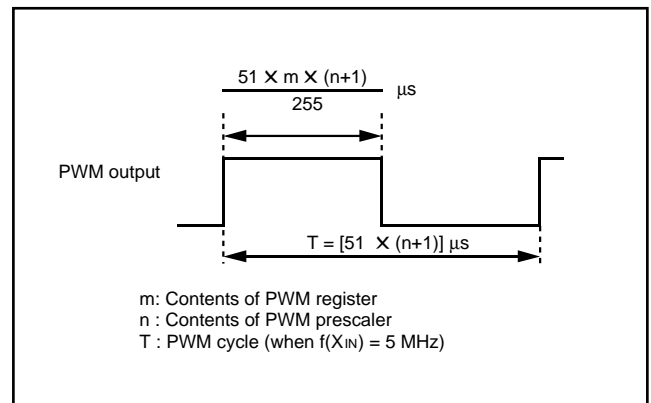 51 × m × (n+1)
255
μs
PWM output
T = [51 × (n+1)] μs
m: Contents of PWM register
n : Contents of PWM prescaler
T : PWM cycle (when f(XIN) = 5 MHz)